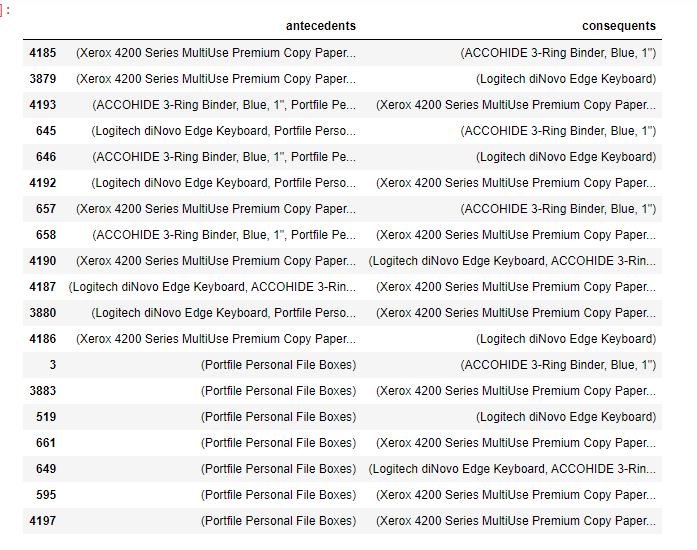 ]:
antecedents consequents
4185 (Xerox 4200 Series MultiUse Premium Copy Paper... (ACCOHIDE 3-Ring Binder, Blue, 1")
3879 (Xerox 4200 Series MultiUse Premium Copy Paper... (Logitech diNovo Edge Keyboard)
4193 (ACCOHIDE 3-Ring Binder, Blue, 1", Portfile Pe... (Xerox 4200 Series MultiUse Premium Copy Paper...
645 (Logitech diNovo Edge Keyboard, Portfile Perso... (ACCOHIDE 3-Ring Binder, Blue, 1")
646 (ACCOHIDE 3-Ring Binder, Blue, 1", Portfile Pe... (Logitech diNovo Edge Keyboard)
4192 (Logitech diNovo Edge Keyboard, Portfile Perso... (Xerox 4200 Series MultiUse Premium Copy Paper...
657 (Xerox 4200 Series MultiUse Premium Copy Paper... (ACCOHIDE 3-Ring Binder, Blue, 1")
658 (ACCOHIDE 3-Ring Binder, Blue, 1", Portfile Pe... (Xerox 4200 Series MultiUse Premium Copy Paper...
4190 (Xerox 4200 Series MultiUse Premium Copy Paper... (Logitech diNovo Edge Keyboard, ACCOHIDE 3-Rin...
4187 (Logitech diNovo Edge Keyboard, ACCOHIDE 3-Rin... (Xerox 4200 Series MultiUse Premium Copy Paper...
3880 (Logitech diNovo Edge Keyboard, Portfile Perso... (Xerox 4200 Series MultiUse Premium Copy Paper...
4186 (Xerox 4200 Series MultiUse Premium Copy Paper... (Logitech diNovo Edge Keyboard)
3 (Portfile Personal File Boxes) (ACCOHIDE 3-Ring Binder, Blue, 1")
3883 (Portfile Personal File Boxes) (Xerox 4200 Series MultiUse Premium Copy Paper...
519 (Portfile Personal File Boxes) (Logitech diNovo Edge Keyboard)
661 (Portfile Personal File Boxes) (Xerox 4200 Series MultiUse Premium Copy Paper...
649 (Portfile Personal File Boxes) (Logitech diNovo Edge Keyboard, ACCOHIDE 3-Rin...
595 (Portfile Personal File Boxes) (Xerox 4200 Series MultiUse Premium Copy Paper...
4197 (Portfile Personal File Boxes) (Xerox 4200 Series MultiUse Premium Copy Paper...